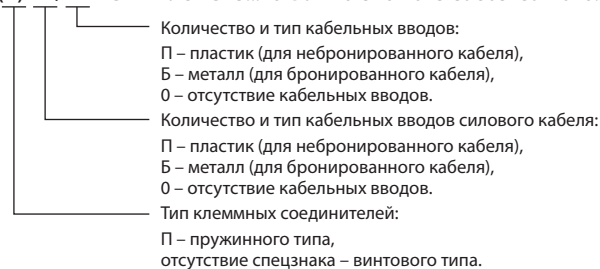 Количество и тип кабельных вводов:
П – пластик (для небронированного кабеля),
Б – металл (для бронированного кабеля),
0 – отсутствие кабельных вводов.
Количество и тип кабельных вводов силового кабеля:
П – пластик (для небронированного кабеля),
Б – металл (для бронированного кабеля),
0 – отсутствие кабельных вводов.
Тип клеммных соединителей:
П – пружинного типа,
отсутствие спецзнака – винтового типа.